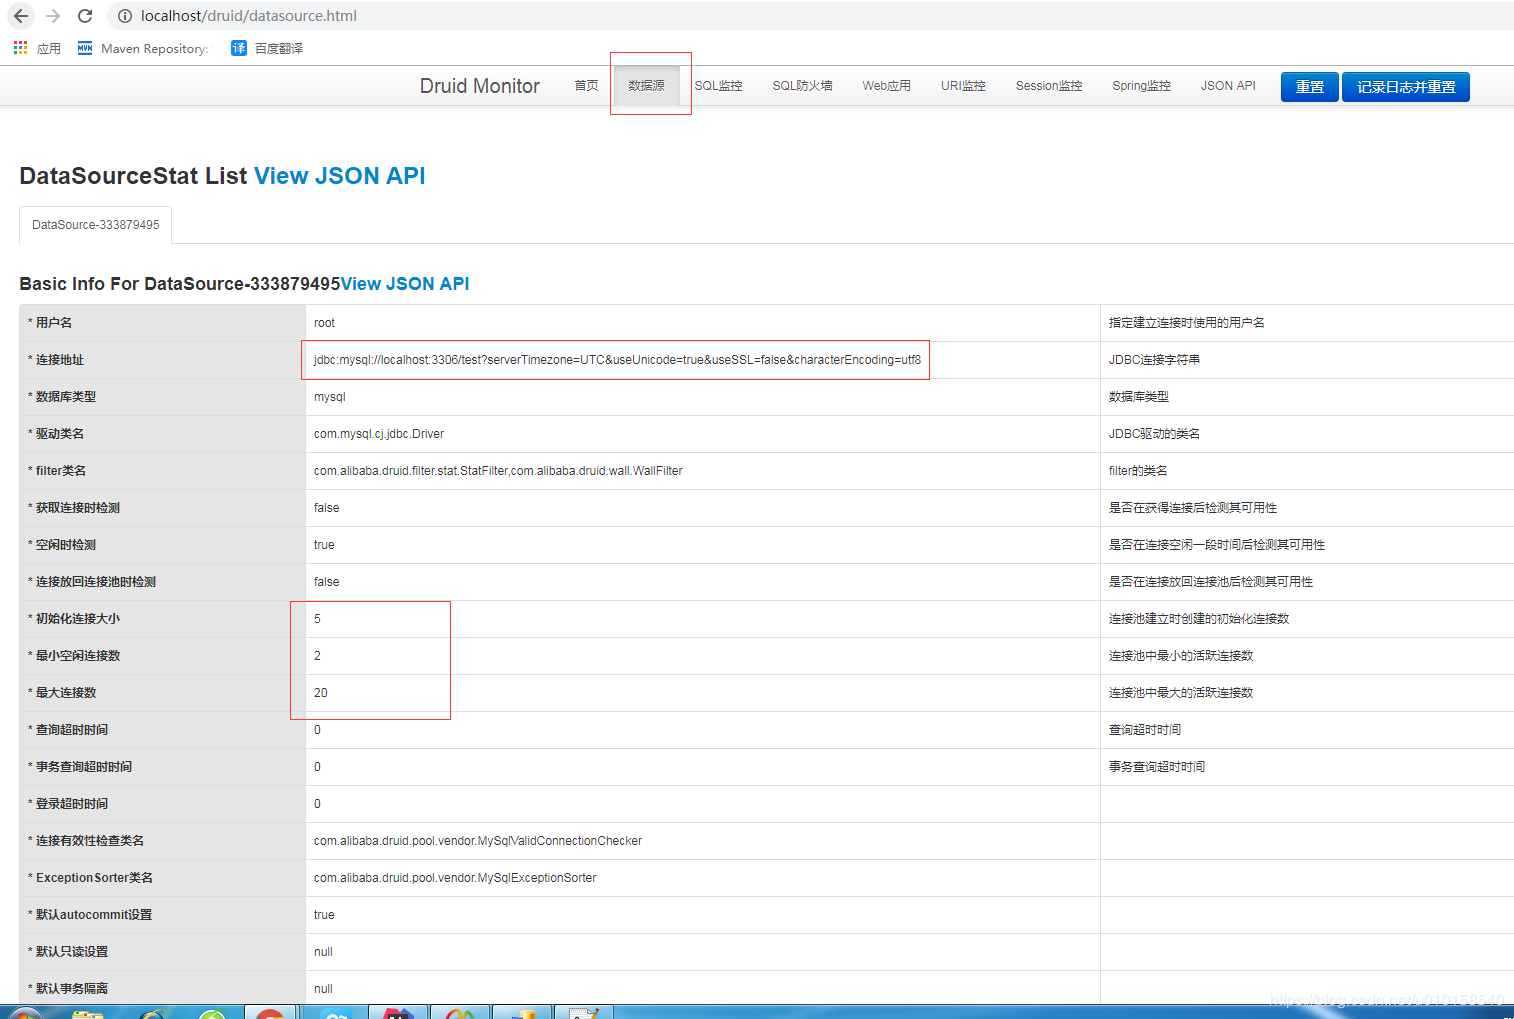 localhost/druid/datasource.html
应用 Maven Repository: 百度翻译
Druid Monitor 首页 数据源 SQL监控 SQL防火墙 Web应用 URI监控 Session监控 Spring监控 JSON API 重置 记录日志并重置
DataSourceStat List View JSON API
DataSource-333879495
Basic Info For DataSource-333879495View JSON API
* 用户名 root 指定建立连接时使用的用户名
* 连接地址 jdbc:mysql://localhost:3306/test?serverTimezone=UTC&useUnicode=true&useSSL=false&characterEncoding=utf8 JDBC连接字符串
* 数据库类型 mysql 数据库类型
* 驱动类名 com.mysql.cj.jdbc.Driver JDBC驱动的类名
* filter类名 com.alibaba.druid.filter.stat.StatFilter,com.alibaba.druid.wall.WallFilter filter的类名
* 获取连接时检测 false 是否在获得连接后检测其可用性
* 空闲时检测 true 是否在连接空闲一段时间后检测其可用性
* 连接放回连接池时检测 false 是否在连接放回连接池后检测其可用性
* 初始化连接大小 5 连接池建立时创建的初始化连接数
* 最小空闲连接数 2 连接池中最小的活跃连接数
* 最大连接数 20 连接池中最大的活跃连接数
* 查询超时时间 0 查询超时时间
* 事务查询超时时间 0 事务查询超时时间
* 登录超时时间 0
* 连接有效性检查类名 com.alibaba.druid.pool.vendor.MySqlValidConnectionChecker
* ExceptionSorter类名 com.alibaba.druid.pool.vendor.MySqlExceptionSorter
* 默认autocommit设置 true
* 默认只读设置 null
* 默认事务隔离 null
https://blog.csdn.net/u010158540